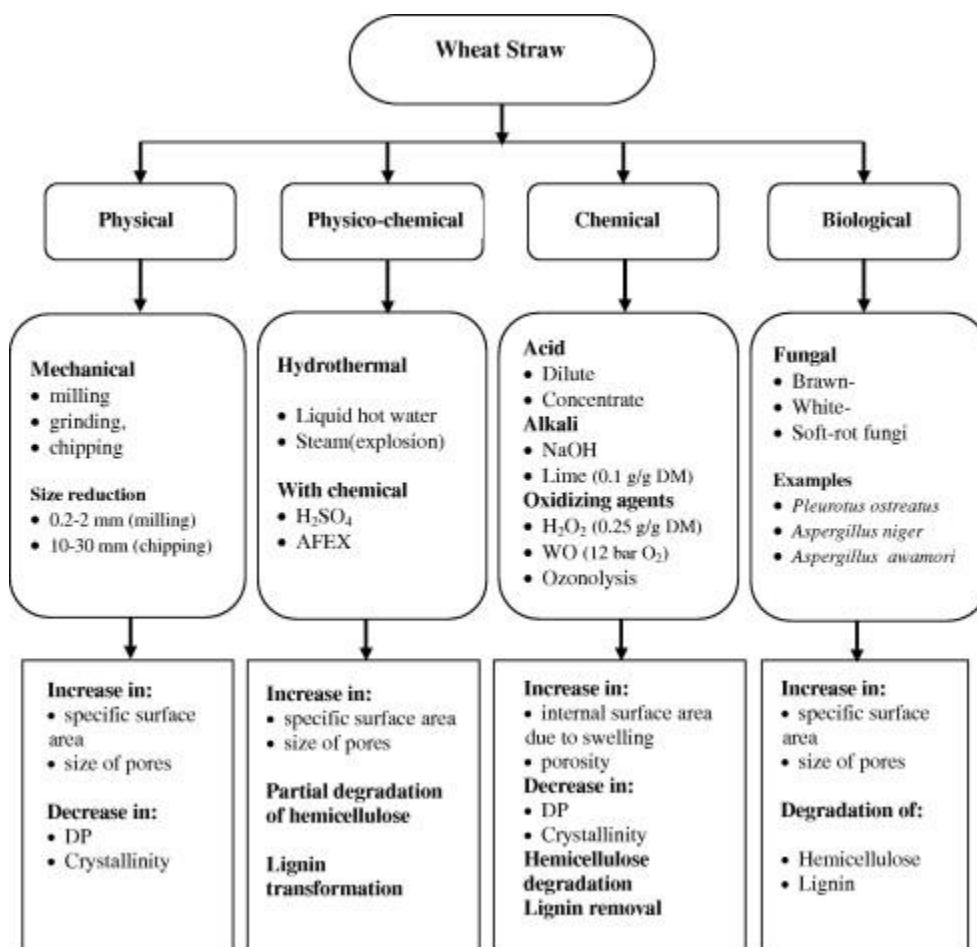 Wheat Straw
Physical
Physico-chemical
Chemical
Biological
Mechanical
• milling
• grinding,
• chipping
Size reduction
• 0.2-2 mm (milling)
• 10-30 mm (chipping)
Hydrothermal
• Liquid hot water
• Steam(explosion)
With chemical
• H₂SO₄
• AFEX
Acid
• Dilute
• Concentrate
Alkali
• NaOH
• Lime (0.1 g/g DM)
Oxidizing agents
• H₂O₂ (0.25 g/g DM)
• WO (12 bar O₂)
• Ozonolysis
Fungal
• Brawn-
• White-
• Soft-rot fungi
Examples
• Pleurotus ostreatus
• Aspergillus niger
• Aspergillus awamori
Increase in:
• specific surface
area
• size of pores
Decrease in:
• DP
• Crystallinity
Increase in:
• specific surface area
• size of pores
Partial degradation
of hemicellulose
Lignin
transformation
Increase in:
• internal surface area
due to swelling
• porosity
Decrease in:
• DP
• Crystallinity
Hemicellulose
degradation
Lignin removal
Increase in:
• specific surface
area
• size of pores
Degradation of:
• Hemicellulose
• Lignin